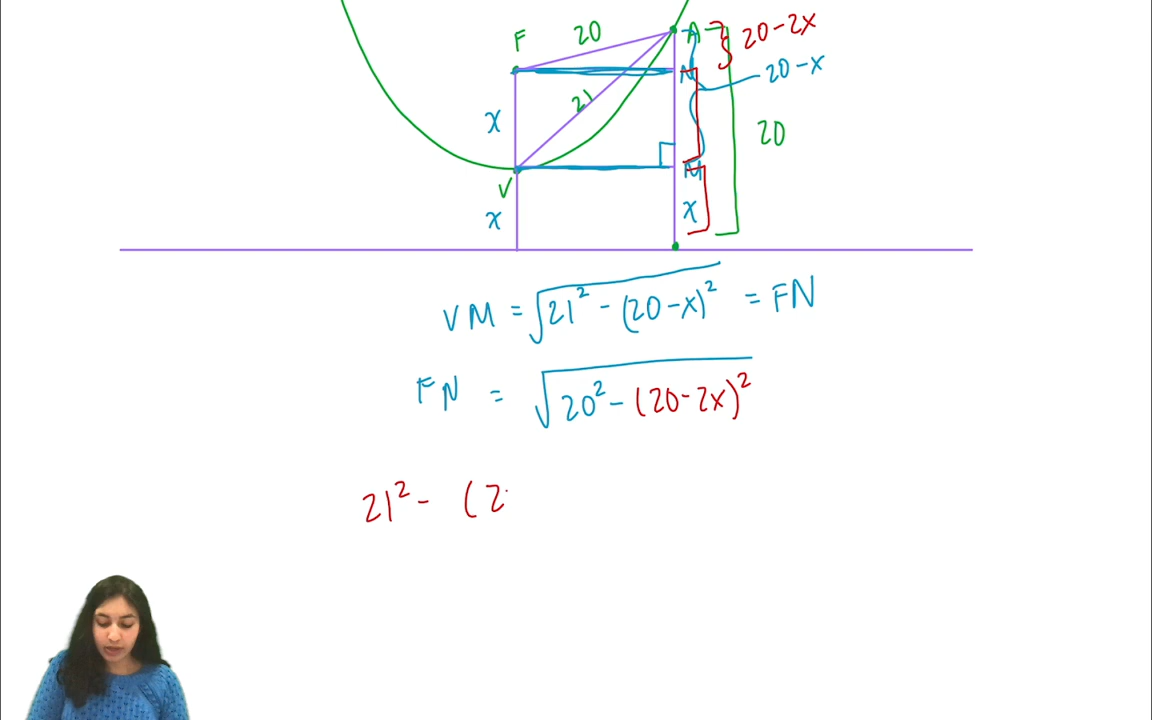 F 20 A } 20-2x
N 20-x
x 21 20
V M
x x
VM = √21² - (20-x)² = FN
FN = √20² - (20-2x)²
21² - (2